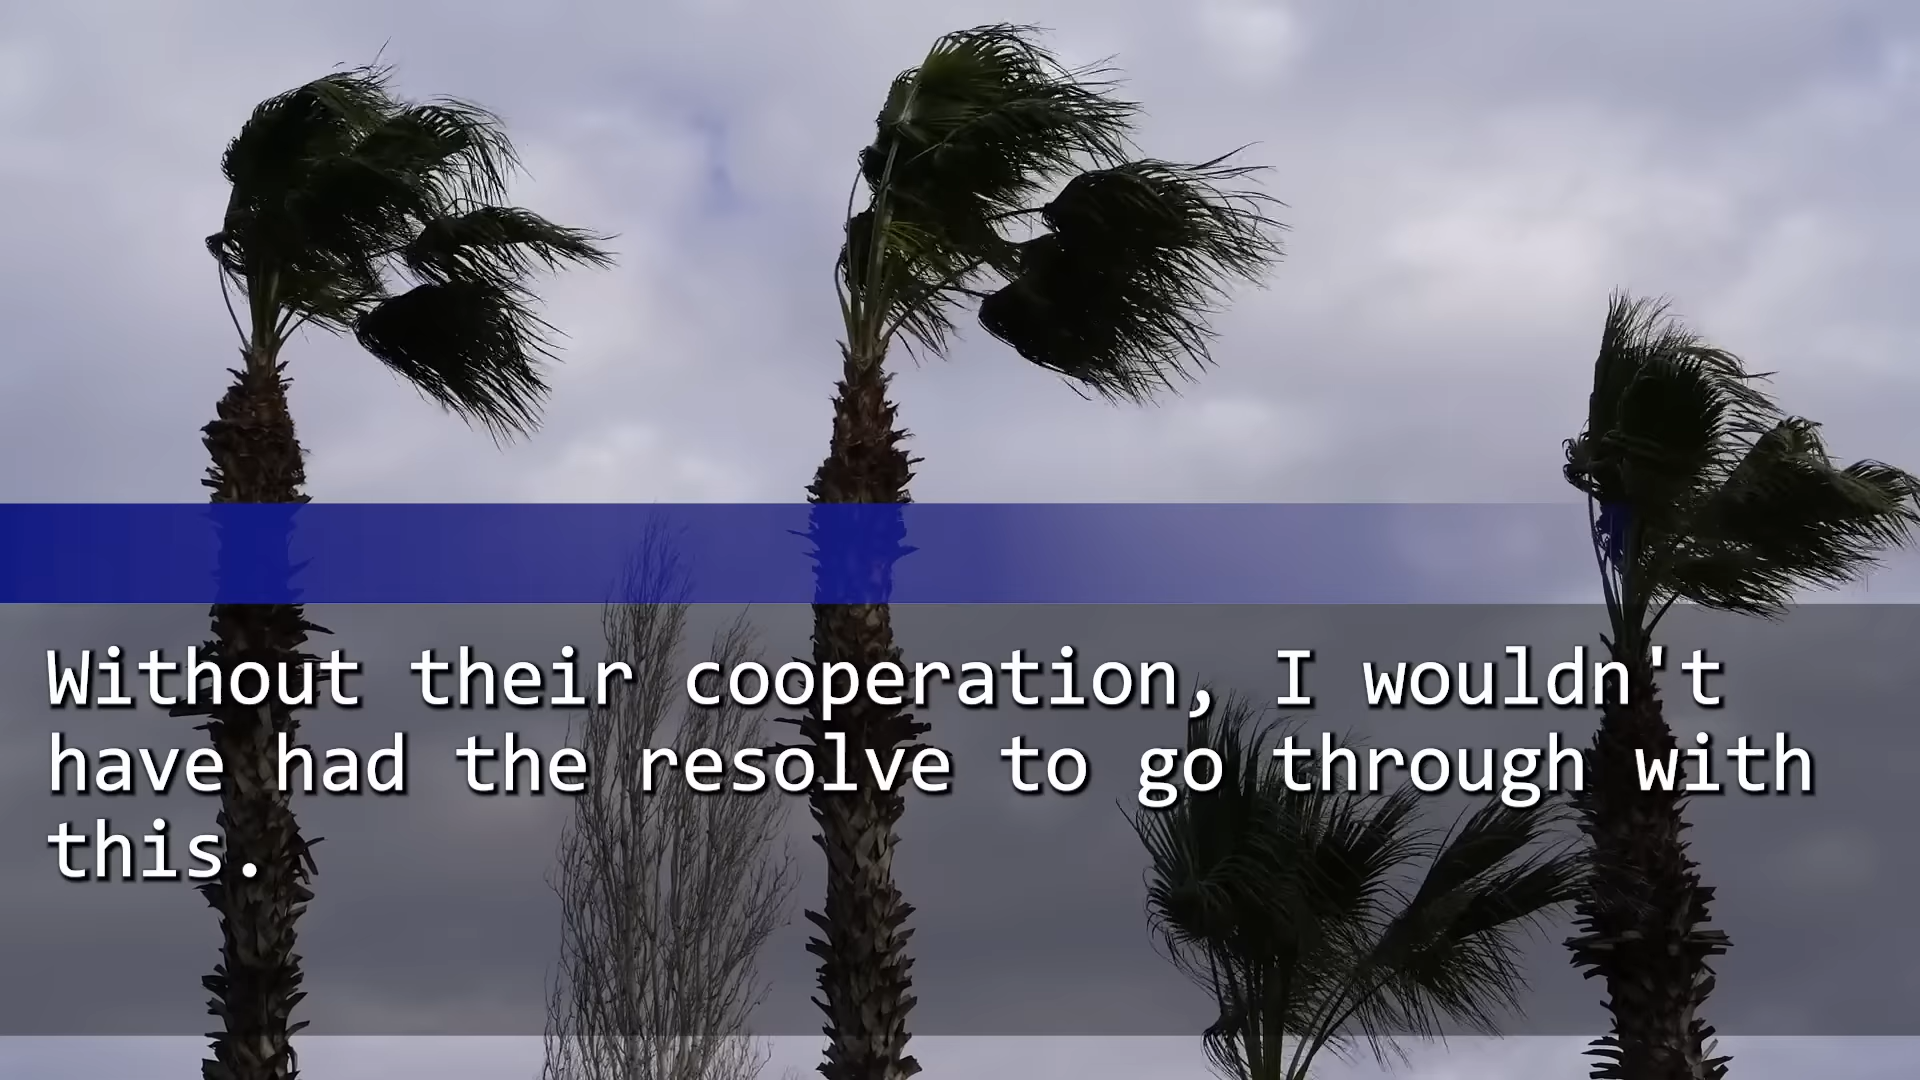 Without their cooperation, I wouldn't
have had the resolve to go through with
this.